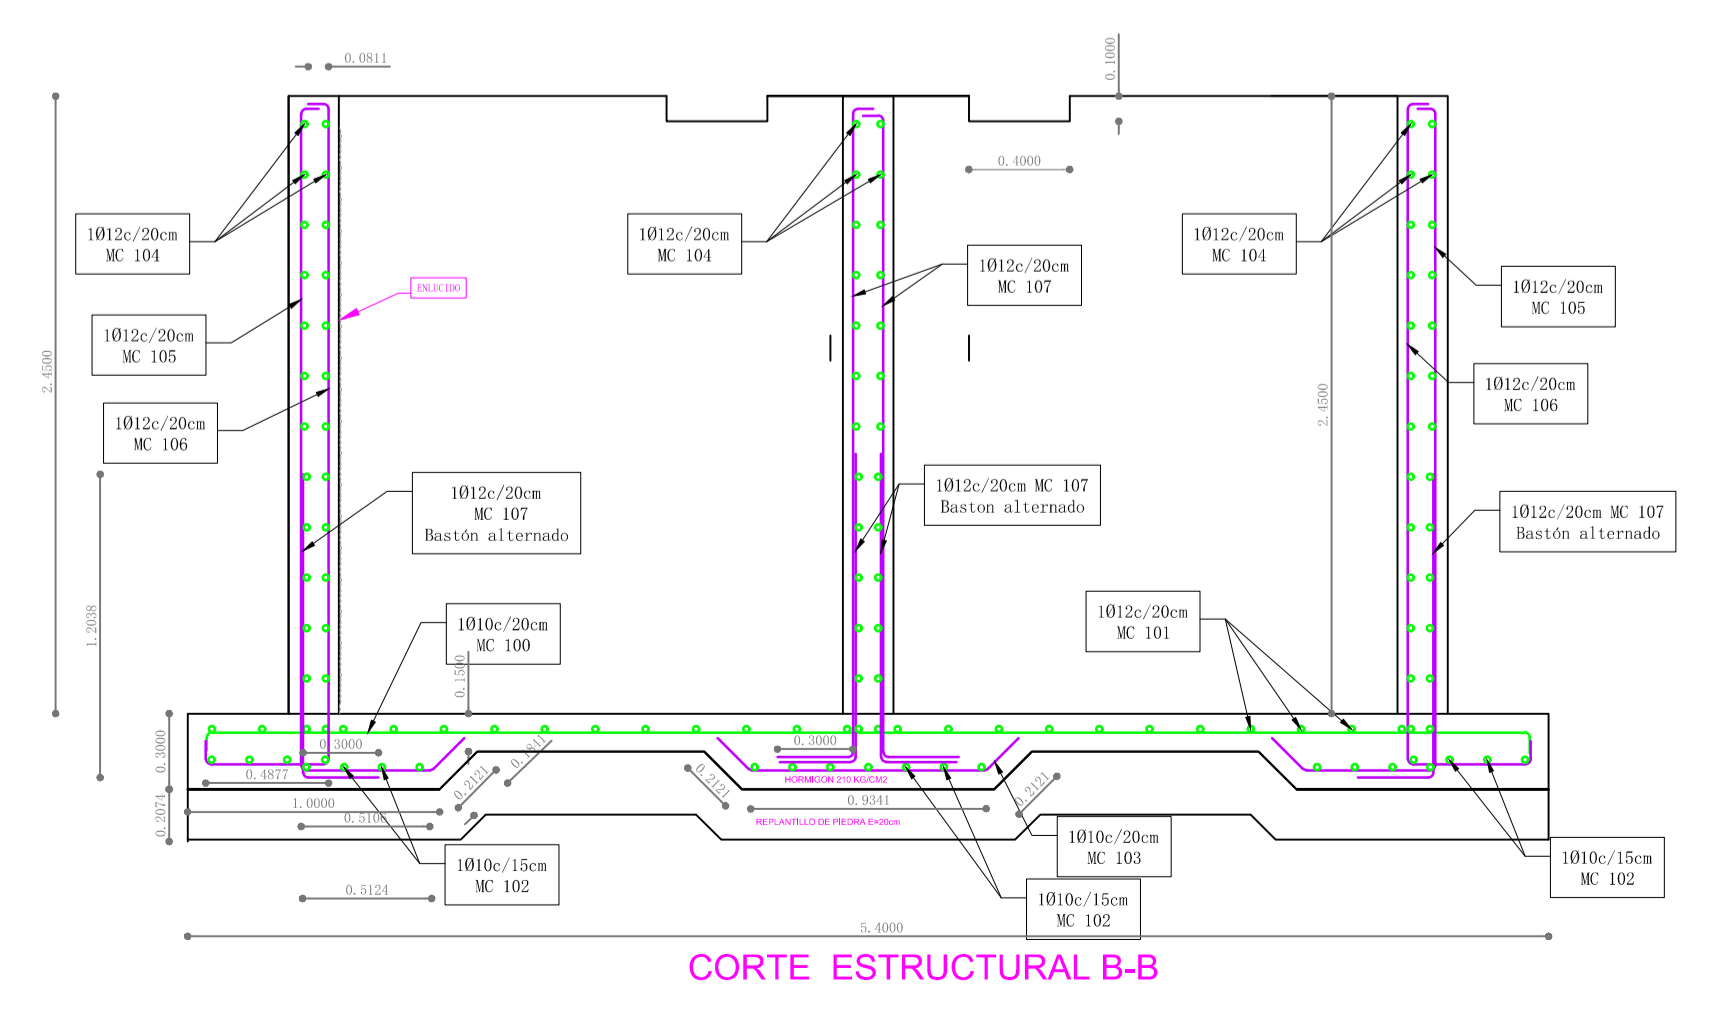 0.0811
0.1000
0.4000
1Ø12c/20cm
MC 104
1Ø12c/20cm
MC 104
1Ø12c/20cm
MC 104
1Ø12c/20cm
MC 107
1Ø12c/20cm
MC 105
ENLUCIDO
1Ø12c/20cm
MC 105
2.4500
2.4500
1Ø12c/20cm
MC 106
1Ø12c/20cm
MC 106
1Ø12c/20cm
MC 107
Bastón alternado
1Ø12c/20cm MC 107
Baston alternado
1Ø12c/20cm MC 107
Bastón alternado
1.2038
1Ø10c/20cm
MC 100
1Ø12c/20cm
MC 101
0.1500
0.3000
0.3000
0.1841
0.3000
0.4877
0.2121
0.2121
HORMIGON 210 KG/CM2
0.2121
1.0000
0.9341
0.2074
0.5106
REPLANTILLO DE PIEDRA E=20cm
1Ø10c/20cm
MC 103
1Ø10c/15cm
MC 102
1Ø10c/15cm
MC 102
0.5124
1Ø10c/15cm
MC 102
5.4000
CORTE ESTRUCTURAL B-B